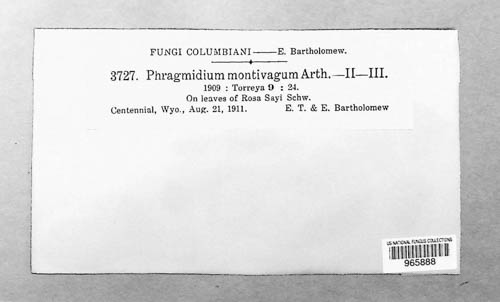 FUNGI COLUMBIANI—E. Bartholomew.
3727. Phragmidium montivagum Arth.—II—III.
1909 : Torreya 9 : 24.
On leaves of Rosa Sayi Schw.
Centennial, Wyo., Aug. 21, 1911. E. T. & E. Bartholomew
US NATIONAL FUNGUS COLLECTIONS
965888